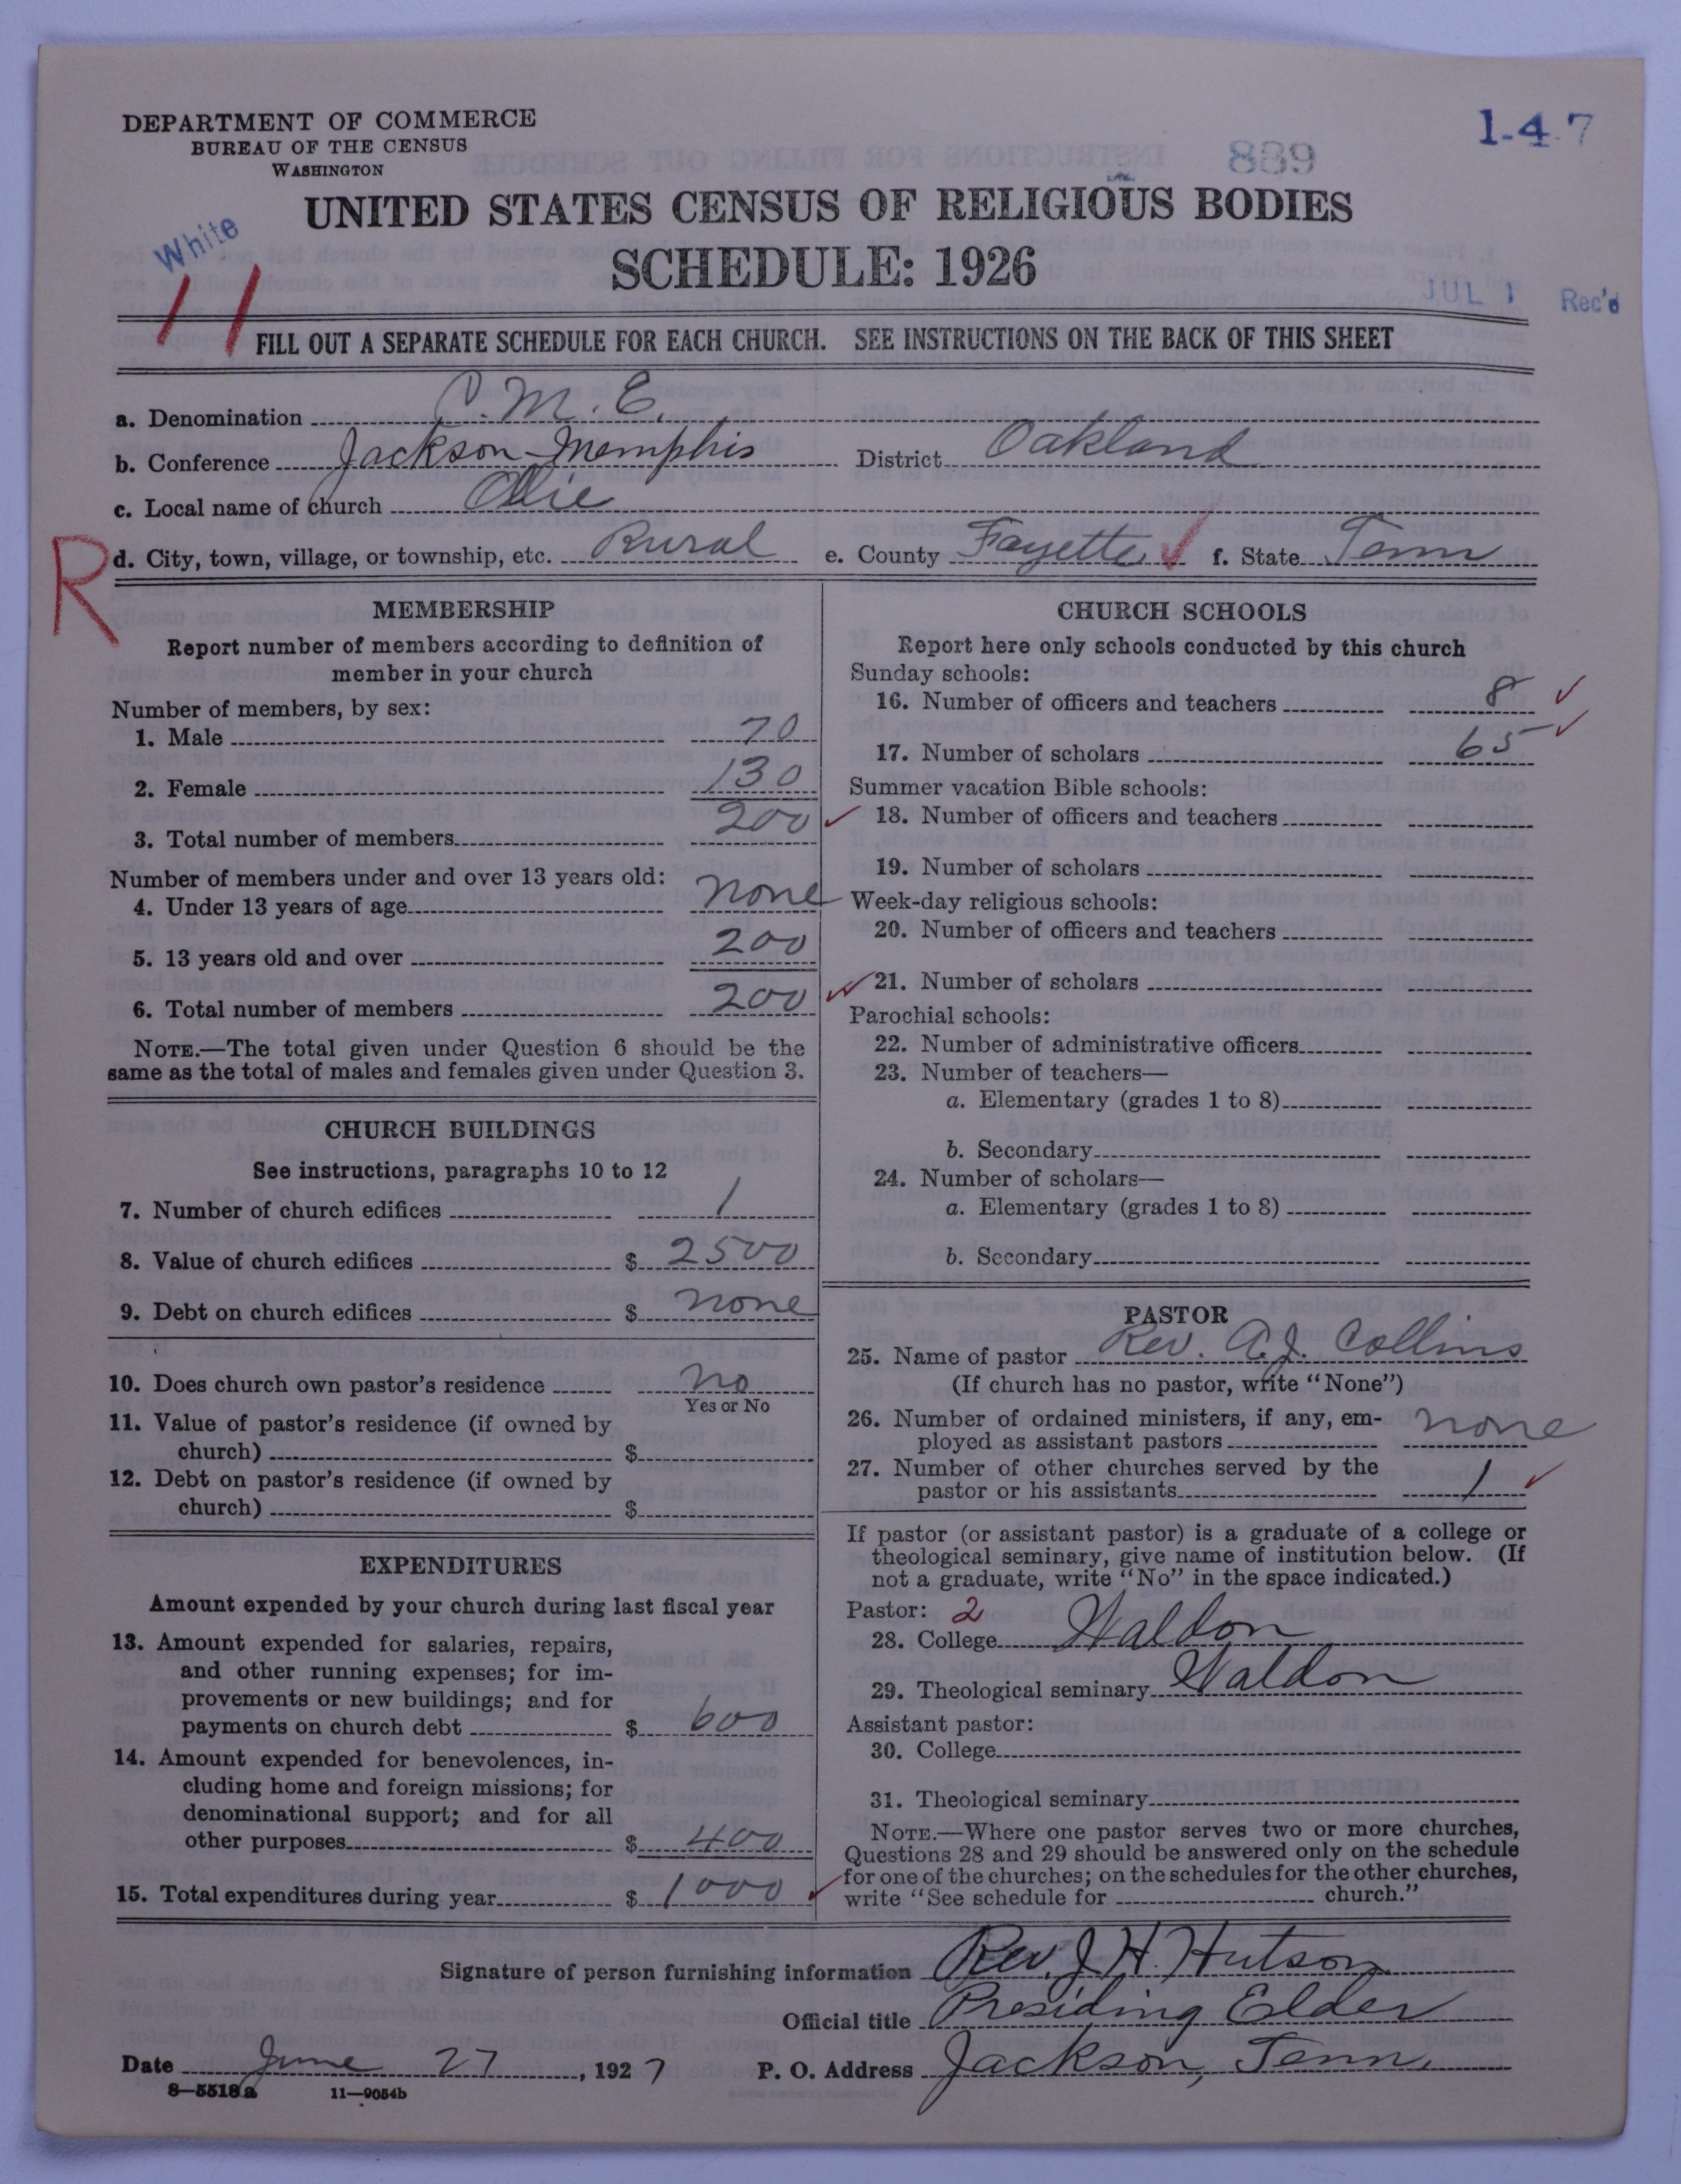 DEPARTMENT OF COMMERCE
BUREAU OF THE CENSUS
WASHINGTON
1-4-7
889
UNITED STATES CENSUS OF RELIGIOUS BODIES
SCHEDULE: 1926
White
11
JUL 1 Rec'd
FILL OUT A SEPARATE SCHEDULE FOR EACH CHURCH. SEE INSTRUCTIONS ON THE BACK OF THIS SHEET
a. Denomination C. M. E.
b. Conference Jackson-Memphis District Oakland
c. Local name of church Ollie
R
d. City, town, village, or township, etc. Rural e. County Fayette ✓ f. State Tenn
MEMBERSHIP
Report number of members according to definition of
member in your church
Number of members, by sex:
1. Male 70
2. Female 130
3. Total number of members 200 ✓
Number of members under and over 13 years old:
4. Under 13 years of age none
5. 13 years old and over 200
6. Total number of members 200 ✓
NOTE.—The total given under Question 6 should be the
same as the total of males and females given under Question 3.
CHURCH BUILDINGS
See instructions, paragraphs 10 to 12
7. Number of church edifices 1
8. Value of church edifices $ 2500
9. Debt on church edifices $ none
10. Does church own pastor's residence no
Yes or No
11. Value of pastor's residence (if owned by
church) $
12. Debt on pastor's residence (if owned by
church) $
EXPENDITURES
Amount expended by your church during last fiscal year
13. Amount expended for salaries, repairs,
and other running expenses; for im-
provements or new buildings; and for
payments on church debt $ 600
14. Amount expended for benevolences, in-
cluding home and foreign missions; for
denominational support; and for all
other purposes $ 400
15. Total expenditures during year $ 1000 ✓
CHURCH SCHOOLS
Report here only schools conducted by this church
Sunday schools:
16. Number of officers and teachers 8 ✓
17. Number of scholars 65 ✓
Summer vacation Bible schools:
18. Number of officers and teachers
19. Number of scholars
Week-day religious schools:
20. Number of officers and teachers
21. Number of scholars
Parochial schools:
22. Number of administrative officers
23. Number of teachers—
a. Elementary (grades 1 to 8)
b. Secondary
24. Number of scholars—
a. Elementary (grades 1 to 8)
b. Secondary
PASTOR
25. Name of pastor Rev. A. J. Collins
(If church has no pastor, write "None")
26. Number of ordained ministers, if any, em-
ployed as assistant pastors none
27. Number of other churches served by the
pastor or his assistants 1 ✓
If pastor (or assistant pastor) is a graduate of a college or
theological seminary, give name of institution below. (If
not a graduate, write "No" in the space indicated.)
Pastor: 2
28. College Waldon
29. Theological seminary Waldon
Assistant pastor:
30. College
31. Theological seminary
NOTE.—Where one pastor serves two or more churches,
Questions 28 and 29 should be answered only on the schedule
for one of the churches; on the schedules for the other churches,
write "See schedule for church."
Signature of person furnishing information Rev. J. H. Hutson
Official title Presiding Elder
Date June 27, 1927 P. O. Address Jackson, Tenn.
8-5518a 11-9054b